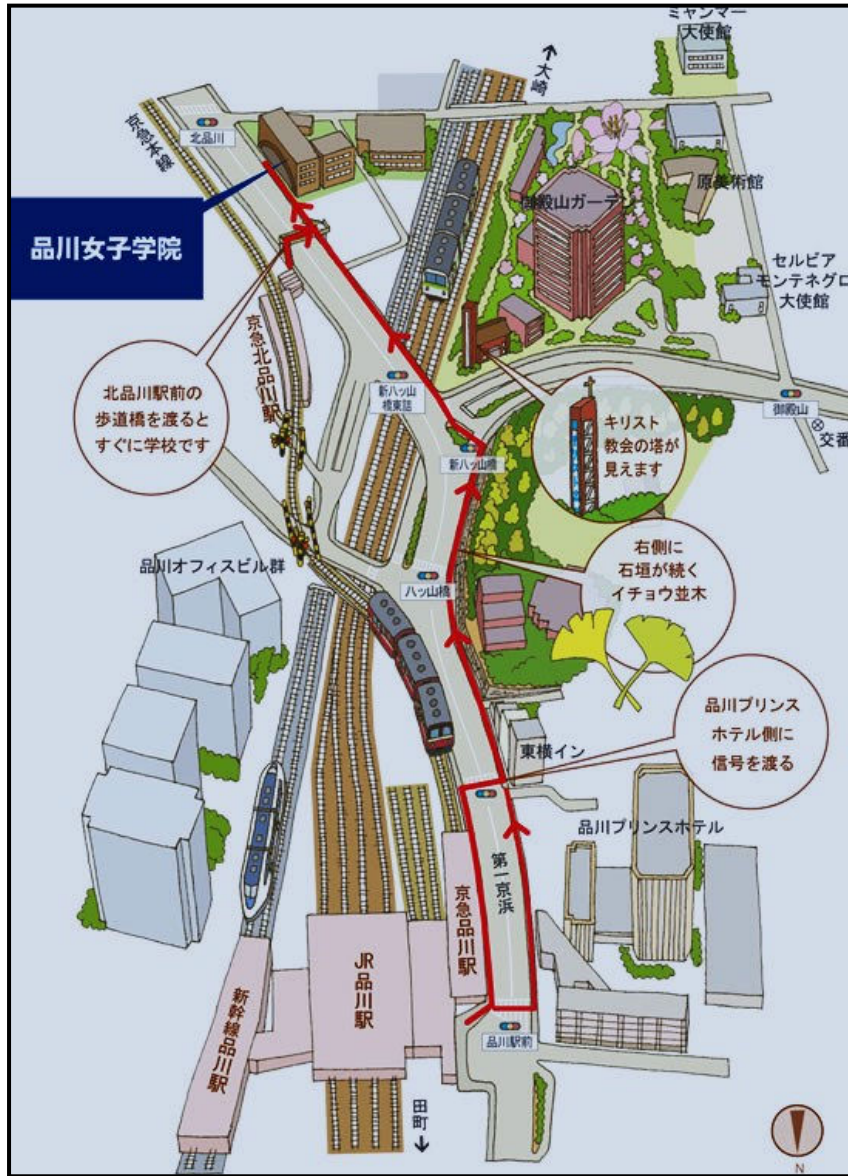 ミャンマー
大使館
大崎
京急本線
北品川
原美術館
御殿山ガーデン
品川女子学院
セルビア
モンテネグロ
大使館
京急北品川駅
北品川駅前の
歩道橋を渡ると
すぐに学校です
新八ッ山
橋東詰
御殿山
交番
キリスト
教会の塔が
見えます
新八ッ山橋
右側に
石垣が続く
イチョウ並木
品川オフィスビル群
八ッ山橋
品川プリンス
ホテル側に
信号を渡る
東横イン
品川プリンスホテル
第一京浜
京急品川駅
JR品川駅
新幹線品川駅
品川駅前
田町
N